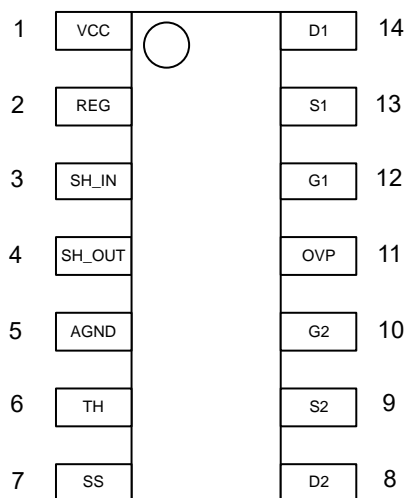 1 VCC D1 14
2 REG S1 13
3 SH_IN G1 12
4 SH_OUT OVP 11
5 AGND G2 10
6 TH S2 9
7 SS D2 8